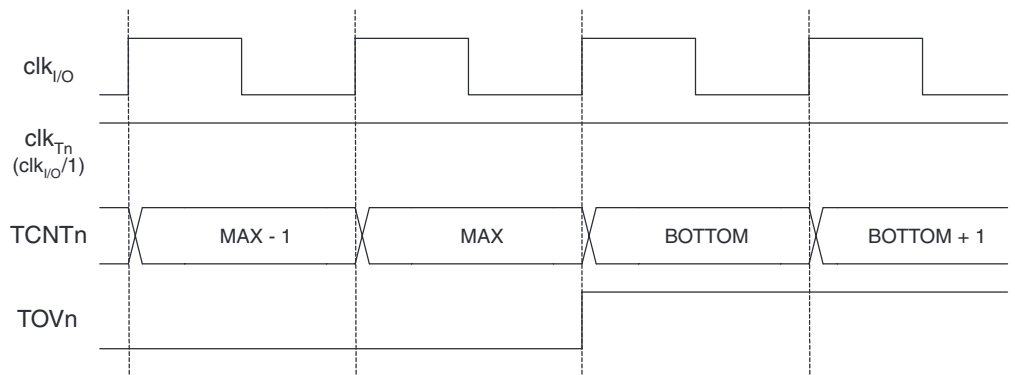 clkI/O
clkTn
(clkI/O/1)
TCNTn
MAX - 1
MAX
BOTTOM
BOTTOM + 1
TOVn